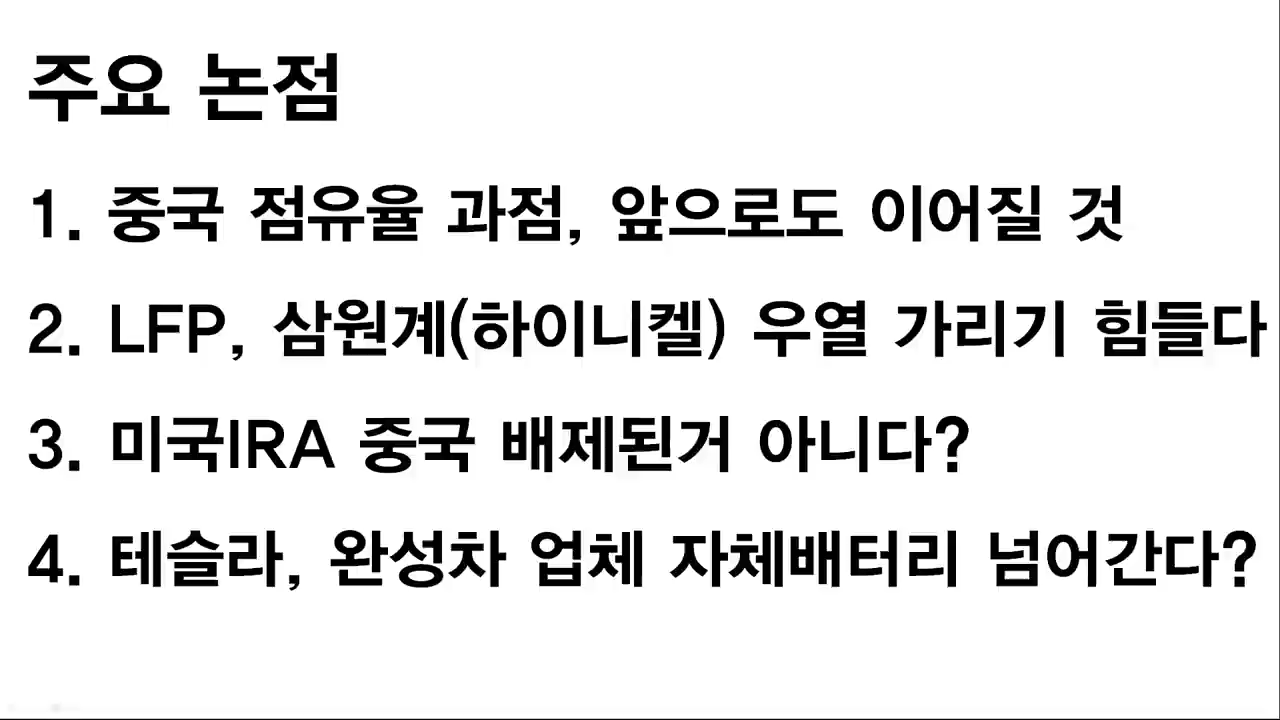 주요 논점
1. 중국 점유율 과점, 앞으로도 이어질 것
2. LFP, 삼원계(하이니켈) 우열 가리기 힘들다
3. 미국IRA 중국 배제된거 아니다?
4. 테슬라, 완성차 업체 자체배터리 넘어간다?